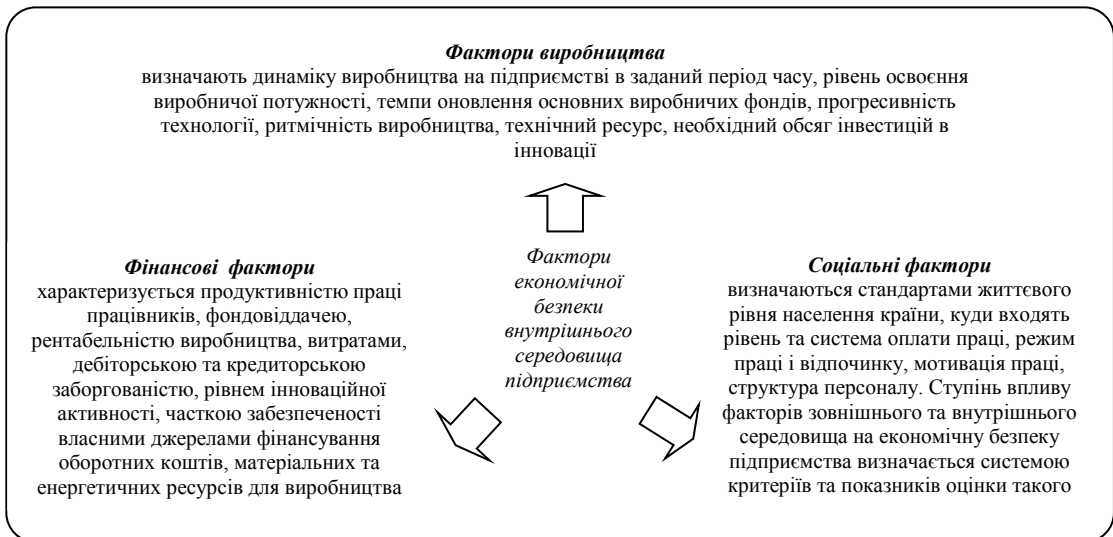 Фактори виробництва
визначають динаміку виробництва на підприємстві в заданий період часу, рівень освоєння
виробничої потужності, темпи оновлення основних виробничих фондів, прогресивність
технології, ритмічність виробництва, технічний ресурс, необхідний обсяг інвестицій в
інновації
Фінансові фактори
характеризується продуктивністю праці
працівників, фондовіддачею,
рентабельністю виробництва, витратами,
дебіторською та кредиторською
заборгованістю, рівнем інноваційної
активності, часткою забезпеченості
власними джерелами фінансування
оборотних коштів, матеріальних та
енергетичних ресурсів для виробництва
Фактори
економічної
безпеки
внутрішнього
середовища
підприємства
Соціальні фактори
визначаються стандартами життєвого
рівня населення країни, куди входять
рівень та система оплати праці, режим
праці і відпочинку, мотивація праці,
структура персоналу. Ступінь впливу
факторів зовнішнього та внутрішнього
середовища на економічну безпеку
підприємства визначається системою
критеріїв та показників оцінки такого